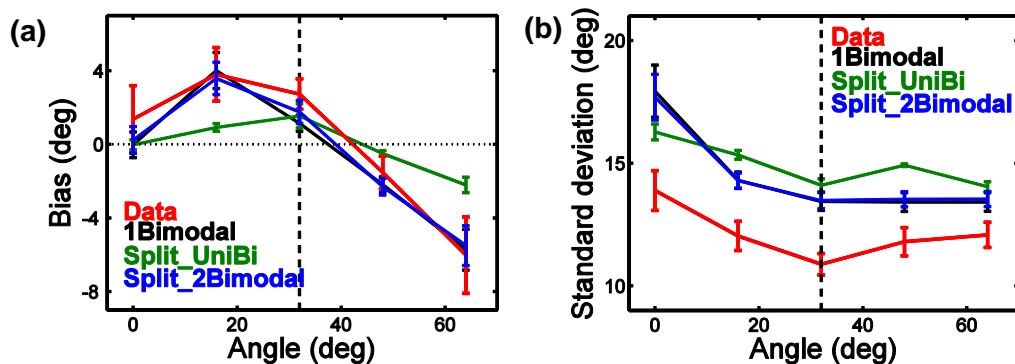 (a)
Bias (deg)
4
0
-4
-8
Data
1Bimodal
Split_UniBi
Split_2Bimodal
0 20 40 60
Angle (deg)
(b)
Standard deviation (deg)
20
15
10
Data
1Bimodal
Split_UniBi
Split_2Bimodal
0 20 40 60
Angle (deg)